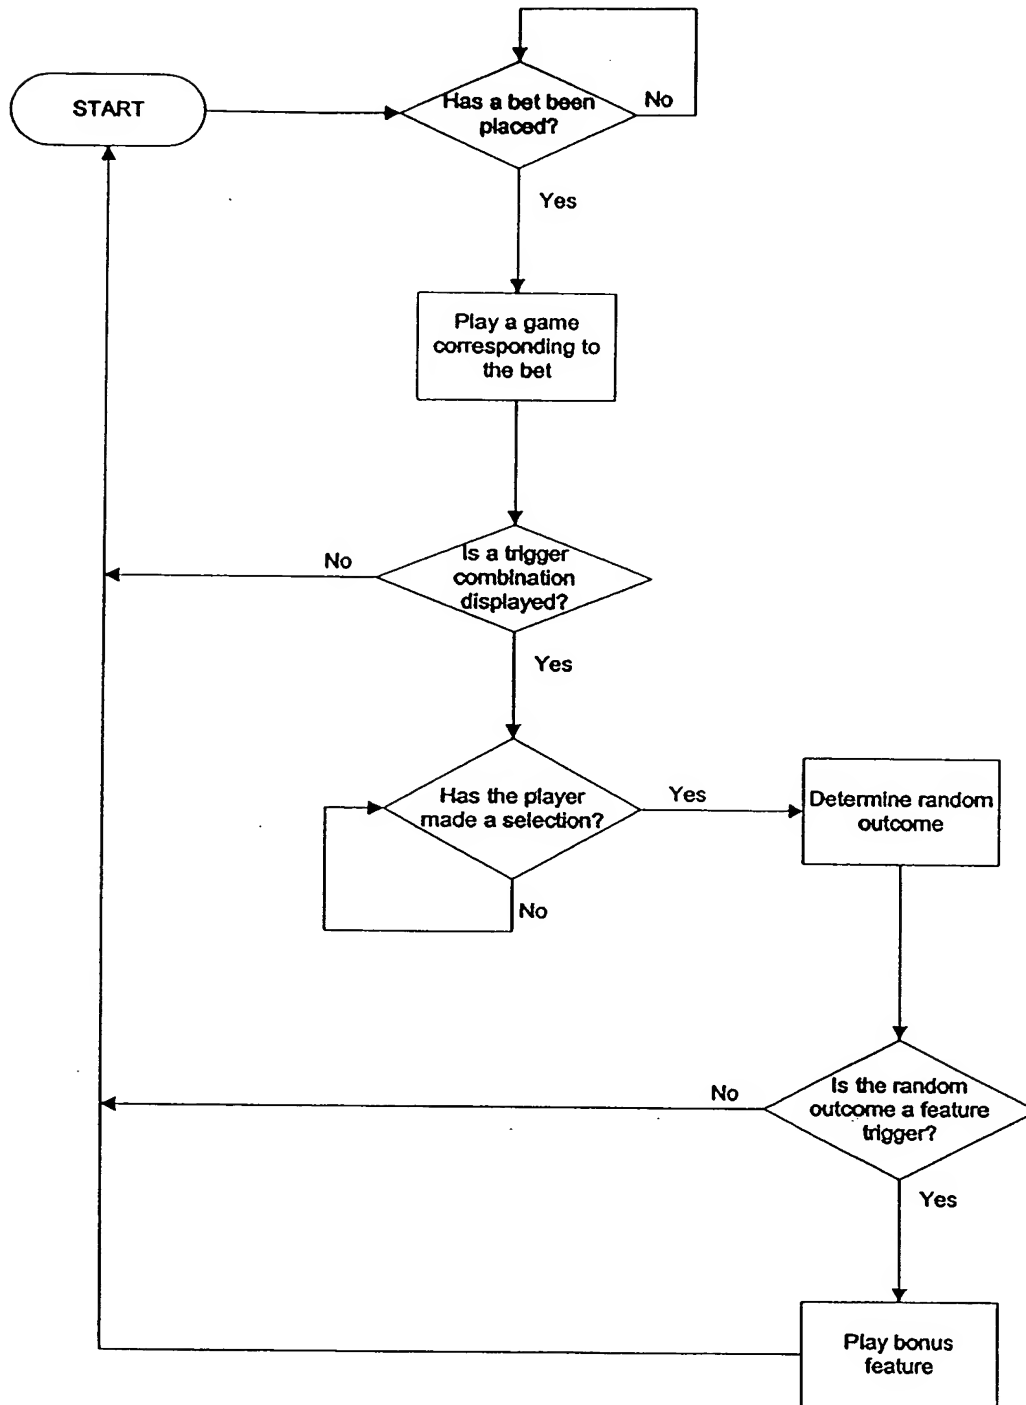 START
Has a bet been
placed?
No
Yes
Play a game
corresponding to
the bet
Is a trigger
combination
displayed?
No
Yes
Has the player
made a selection?
Yes
No
Determine random
outcome
Is the random
outcome a feature
trigger?
No
Yes
Play bonus
feature